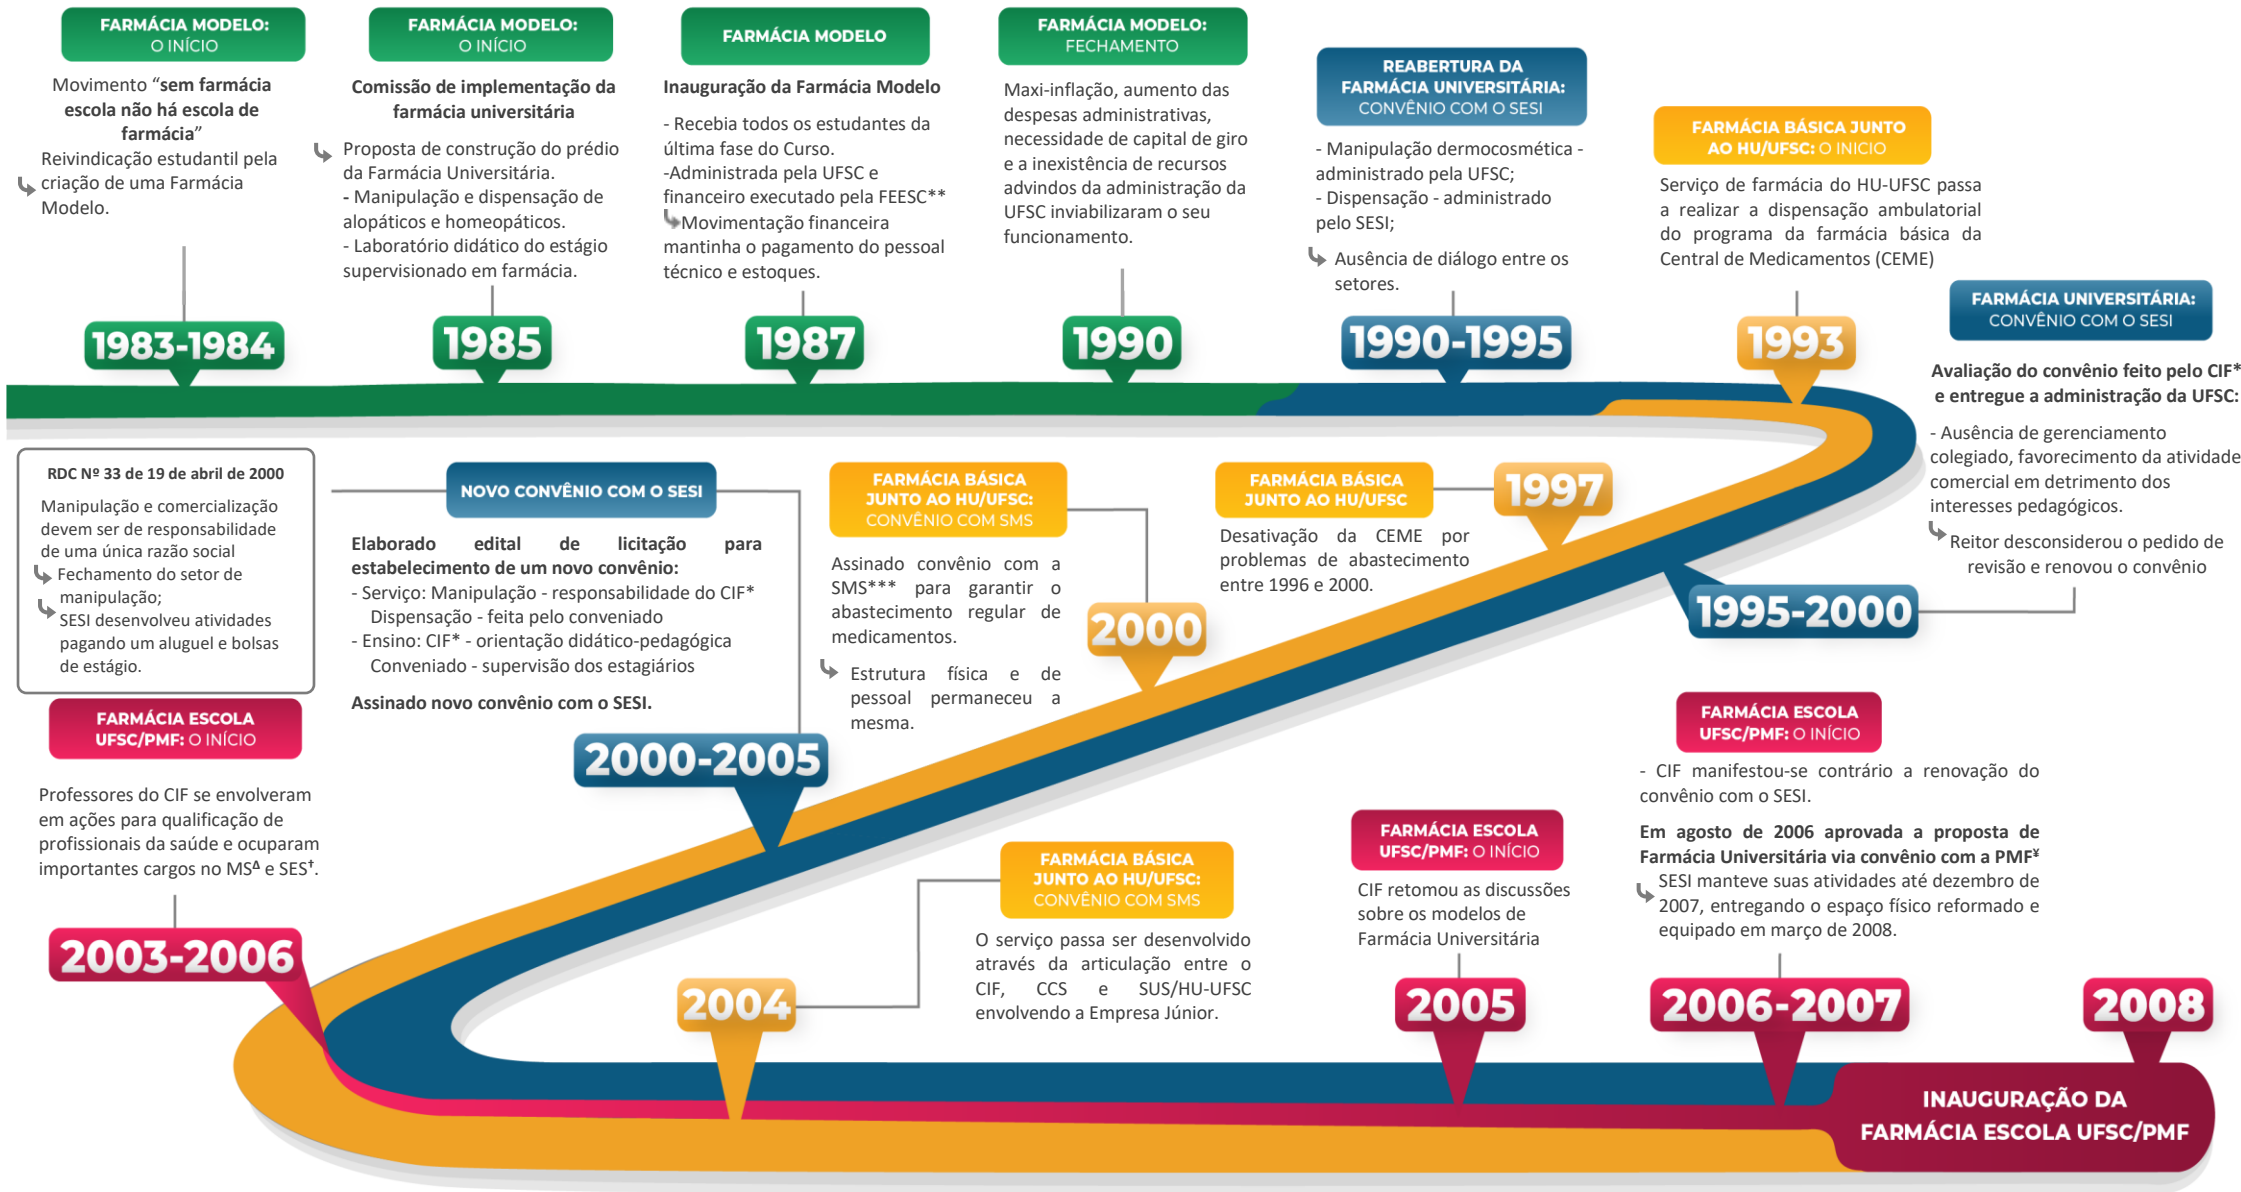 FARMÁCIA MODELO:
O INÍCIO
Movimento “sem farmácia
escola não há escola de
farmácia”
Reivindicação estudantil pela
criação de uma Farmácia
Modelo.
1983-1984
FARMÁCIA MODELO:
O INÍCIO
Comissão de implementação da
farmácia universitária
Proposta de construção do prédio
da Farmácia Universitária.
- Manipulação e dispensação de
alopáticos e homeopáticos.
- Laboratório didático do estágio
supervisionado em farmácia.
1985
FARMÁCIA MODELO
Inauguração da Farmácia Modelo
- Recebia todos os estudantes da
última fase do Curso.
-Administrada pela UFSC e
financeiro executado pela FEESC**
Movimentação financeira
mantinha o pagamento do pessoal
técnico e estoques.
1987
FARMÁCIA MODELO:
FECHAMENTO
Maxi-inflação, aumento das
despesas administrativas,
necessidade de capital de giro
e a inexistência de recursos
advindos da administração da
UFSC inviabilizaram o seu
funcionamento.
1990
REABERTURA DA
FARMÁCIA UNIVERSITÁRIA:
CONVÊNIO COM O SESI
- Manipulação dermocosmética -
administrado pela UFSC;
- Dispensação - administrado
pelo SESI;
Ausência de diálogo entre os
setores.
1990-1995
FARMÁCIA BÁSICA JUNTO
AO HU/UFSC: O INICIO
Serviço de farmácia do HU-UFSC passa
a realizar a dispensação ambulatorial
do programa da farmácia básica da
Central de Medicamentos (CEME)
1993
FARMÁCIA UNIVERSITÁRIA:
CONVÊNIO COM O SESI
Avaliação do convênio feito pelo CIF*
e entregue a administração da UFSC:
- Ausência de gerenciamento
colegiado, favorecimento da atividade
comercial em detrimento dos
interesses pedagógicos.
Reitor desconsiderou o pedido de
revisão e renovou o convênio
1995-2000
FARMÁCIA BÁSICA
JUNTO AO HU/UFSC
1997
Desativação da CEME por
problemas de abastecimento
entre 1996 e 2000.
FARMÁCIA BÁSICA
JUNTO AO HU/UFSC:
CONVÊNIO COM SMS
Assinado convênio com a
SMS*** para garantir o
abastecimento regular de
medicamentos.
Estrutura física e de
pessoal permaneceu a
mesma.
2000
NOVO CONVÊNIO COM O SESI
Elaborado edital de licitação para
estabelecimento de um novo convênio:
- Serviço: Manipulação - responsabilidade do CIF*
Dispensação - feita pelo conveniado
- Ensino: CIF* - orientação didático-pedagógica
Conveniado - supervisão dos estagiários
Assinado novo convênio com o SESI.
2000-2005
RDC Nº 33 de 19 de abril de 2000
Manipulação e comercialização
devem ser de responsabilidade
de uma única razão social
Fechamento do setor de
manipulação;
SESI desenvolveu atividades
pagando um aluguel e bolsas
de estágio.
FARMÁCIA ESCOLA
UFSC/PMF: O INÍCIO
Professores do CIF se envolveram
em ações para qualificação de
profissionais da saúde e ocuparam
importantes cargos no MSᐃ e SES†.
2003-2006
FARMÁCIA BÁSICA
JUNTO AO HU/UFSC:
CONVÊNIO COM SMS
O serviço passa ser desenvolvido
através da articulação entre o
CIF, CCS e SUS/HU-UFSC
envolvendo a Empresa Júnior.
2004
FARMÁCIA ESCOLA
UFSC/PMF: O INÍCIO
CIF retomou as discussões
sobre os modelos de
Farmácia Universitária
2005
FARMÁCIA ESCOLA
UFSC/PMF: O INÍCIO
- CIF manifestou-se contrário a renovação do
convênio com o SESI.
Em agosto de 2006 aprovada a proposta de
Farmácia Universitária via convênio com a PMF¥
SESI manteve suas atividades até dezembro de
2007, entregando o espaço físico reformado e
equipado em março de 2008.
2006-2007
2008
INAUGURAÇÃO DA
FARMÁCIA ESCOLA UFSC/PMF